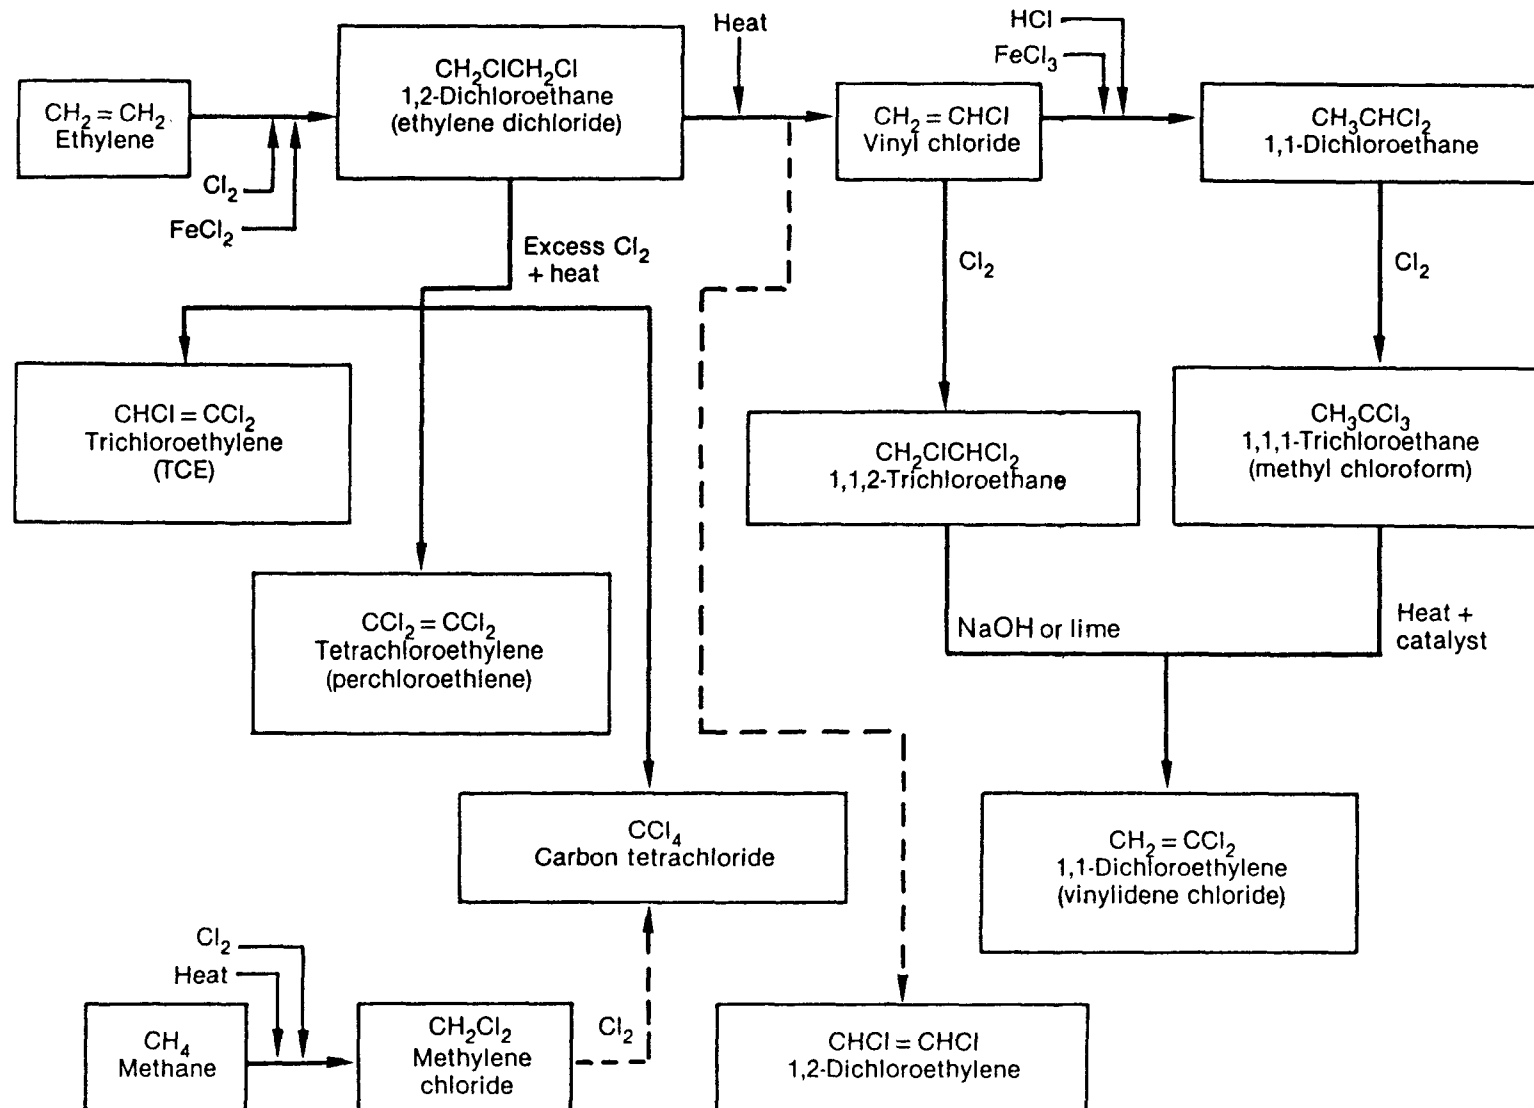 Heat
HCl
FeCl3
CH2 = CH2
Ethylene
Cl2
FeCl2
CH2ClCH2Cl
1,2-Dichloroethane
(ethylene dichloride)
CH2 = CHCl
Vinyl chloride
CH3CHCl2
1,1-Dichloroethane
Excess Cl2
+ heat
Cl2
Cl2
CHCl = CCl2
Trichloroethylene
(TCE)
CH2ClCHCl2
1,1,2-Trichloroethane
CH3CCl3
1,1,1-Trichloroethane
(methyl chloroform)
CCl2 = CCl2
Tetrachloroethylene
(perchloroethlene)
NaOH or lime
Heat +
catalyst
CCl4
Carbon tetrachloride
CH2 = CCl2
1,1-Dichloroethylene
(vinylidene chloride)
Cl2
Heat
CH4
Methane
CH2Cl2
Methylene
chloride
Cl2
CHCl = CHCl
1,2-Dichloroethylene